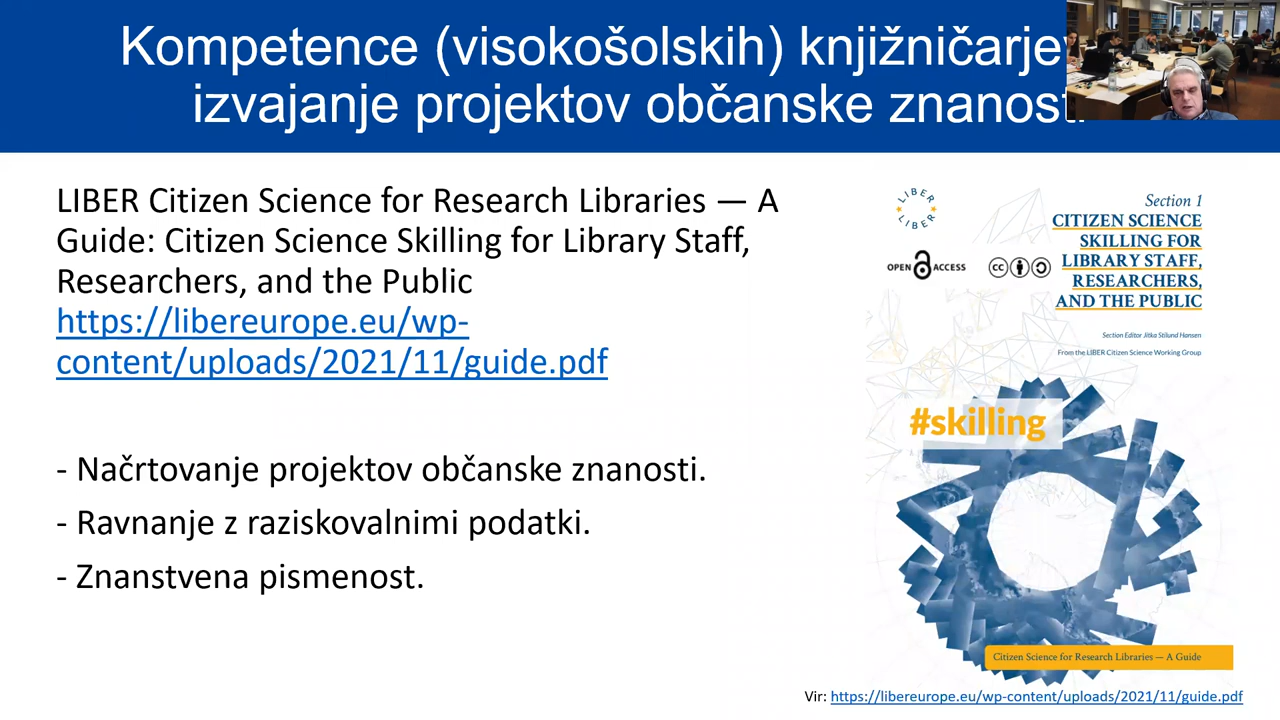 Kompetence (visokošolskih) knjižničarjev
izvajanje projektov občanske znanosti
LIBER Citizen Science for Research Libraries — A
Guide: Citizen Science Skilling for Library Staff,
Researchers, and the Public
https://libereurope.eu/wp-
content/uploads/2021/11/guide.pdf
- Načrtovanje projektov občanske znanosti.
- Ravnanje z raziskovalnimi podatki.
- Znanstvena pismenost.
LIBER
LIBER
OPEN ACCESS
cc
Section 1
CITIZEN SCIENCE
SKILLING FOR
LIBRARY STAFF,
RESEARCHERS,
AND THE PUBLIC
Section Editor Jitka Stilund Hansen
From the LIBER Citizen Science Working Group
#skilling
Citizen Science for Research Libraries — A Guide
Vir: https://libereurope.eu/wp-content/uploads/2021/11/guide.pdf